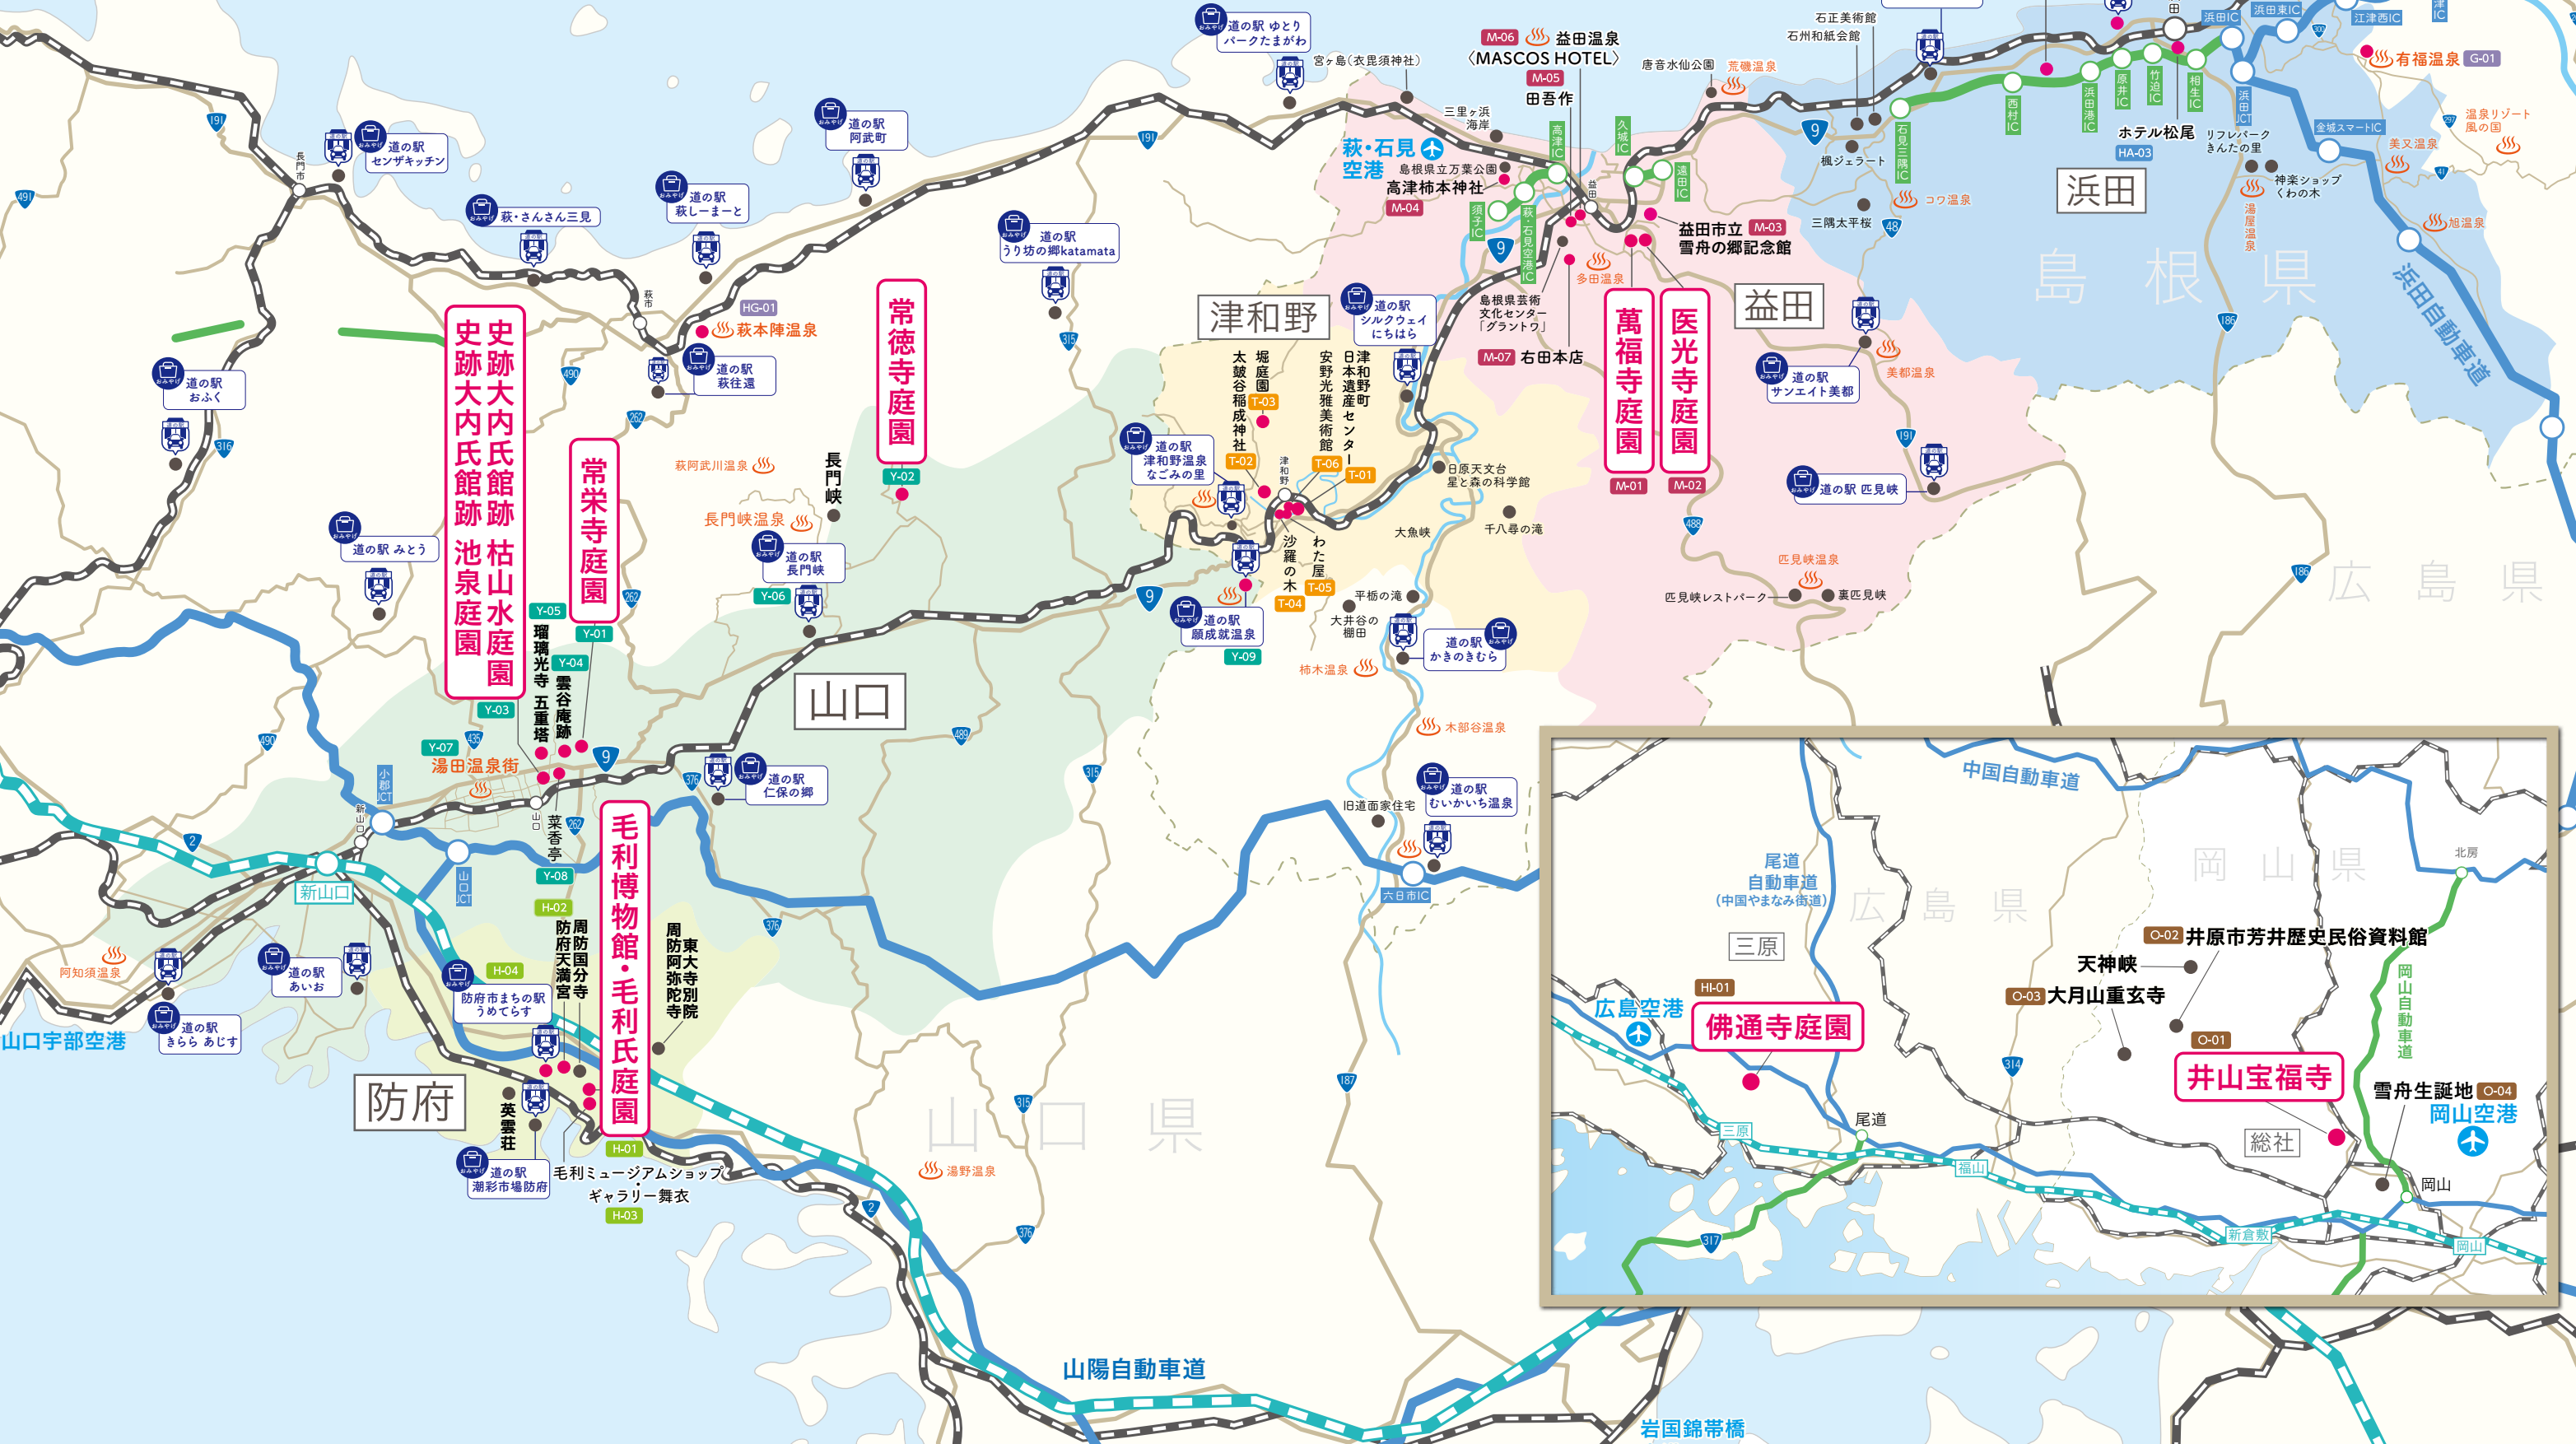 道の駅 ゆとり
パークたまがわ
宮ヶ島(衣毘須神社)
M-06 益田温泉
〈MASCOS HOTEL〉
M-05
田吾作
唐音水仙公園
荒磯温泉
石正美術館
石州和紙会館
浜田IC
浜田東IC
江津西IC
有福温泉 G-01
西村IC
浜田港IC
原井IC
竹迫IC
相生IC
浜田JCT
ホテル松尾
HA-03
リフレパーク
きんたの里
神楽ショップ
くわの木
湯屋温泉
金城スマートIC
美又温泉
温泉リゾート
風の国
旭温泉
浜田自動車道
浜田
島根県
石見三隅IC
楓ジェラート
コワ温泉
三隅太平桜
三里ヶ浜
海岸
萩・石見
空港
島根県立万葉公園
高津柿本神社
M-04
高津IC
久城IC
遠田IC
須子IC
萩・石見空港IC
益田
益田市立 M-03
雪舟の郷記念館
多田温泉
島根県芸術
文化センター
「グラントワ」
M-07 右田本店
萬福寺庭園
M-01
医光寺庭園
M-02
益田
道の駅
サンエイト美都
美都温泉
道の駅 匹見峡
匹見峡温泉
匹見峡レストパーク
裏匹見峡
広島県
道の駅
阿武町
道の駅
センザキッチン
長門市
萩・さんさん三見
道の駅
萩しーまーと
萩市
HG-01
萩本陣温泉
道の駅
萩往還
道の駅
うり坊の郷katamata
道の駅
おふく
道の駅 みとう
史跡大内氏館跡 枯山水庭園
史跡大内氏館跡 池泉庭園
Y-03
常栄寺庭園
Y-01
常徳寺庭園
Y-02
萩阿武川温泉
長門峡温泉
長門峡
道の駅
長門峡
Y-06
津和野
道の駅
シルクウェイ
にちはら
太皷谷稲成神社
T-02
堀庭園
T-03
安野光雅美術館
T-06
津和野町
日本遺産センター
T-01
道の駅
津和野温泉
なごみの里
津和野
沙羅の木
T-04
わた屋
T-05
日原天文台
星と森の科学館
千八尋の滝
大魚峡
道の駅
願成就温泉
Y-09
平栃の滝
大井谷の
棚田
道の駅
かきのきむら
柿木温泉
木部谷温泉
旧道面家住宅
道の駅
むいかいち温泉
六日市IC
Y-05
瑠璃光寺 五重塔
Y-04
雲谷庵跡
山口
Y-07
湯田温泉街
小郡JCT
新山口
山口JCT
新山口
山口
菜香亭
Y-08
道の駅
仁保の郷
毛利博物館・毛利氏庭園
H-01
H-02
防府天満宮
周防国分寺
H-04
防府市まちの駅
うめてらす
東大寺別院
周防阿弥陀寺
阿知須温泉
道の駅
あいお
道の駅
きらら あじす
山口宇部空港
防府
英雲荘
道の駅
潮彩市場防府
毛利ミュージアムショップ
・
ギャラリー舞衣
H-03
山口県
湯野温泉
山陽自動車道
岩国錦帯橋
中国自動車道
尾道
自動車道
(中国やまなみ街道)
広島県
岡山県
北房
三原
HI-01
広島空港
佛通寺庭園
O-02 井原市芳井歴史民俗資料館
天神峡
O-03 大月山重玄寺
O-01
井山宝福寺
岡山自動車道
雪舟生誕地 O-04
岡山空港
総社
三原
尾道
福山
新倉敷
岡山
岡山
314
317